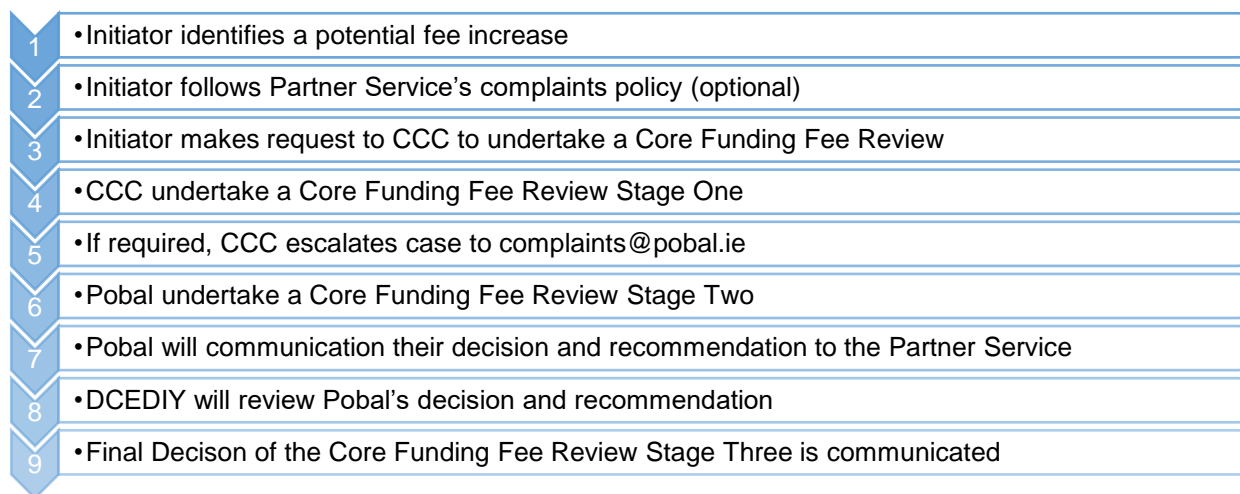 1 •Initiator identifies a potential fee increase
2 •Initiator follows Partner Service's complaints policy (optional)
3 •Initiator makes request to CCC to undertake a Core Funding Fee Review
4 •CCC undertake a Core Funding Fee Review Stage One
5 •If required, CCC escalates case to complaints@pobal.ie
6 •Pobal undertake a Core Funding Fee Review Stage Two
7 •Pobal will communication their decision and recommendation to the Partner Service
8 •DCEDIY will review Pobal's decision and recommendation
9 •Final Decison of the Core Funding Fee Review Stage Three is communicated